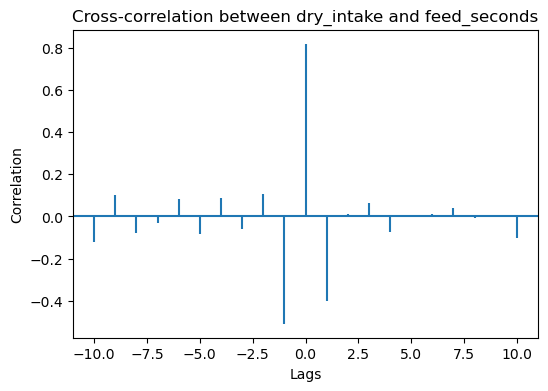 Cross-correlation between dry_intake and feed_seconds
0.8
0.6
0.4
0.2
0.0
−0.2
−0.4
Correlation
−10.0 −7.5 −5.0 −2.5 0.0 2.5 5.0 7.5 10.0
Lags